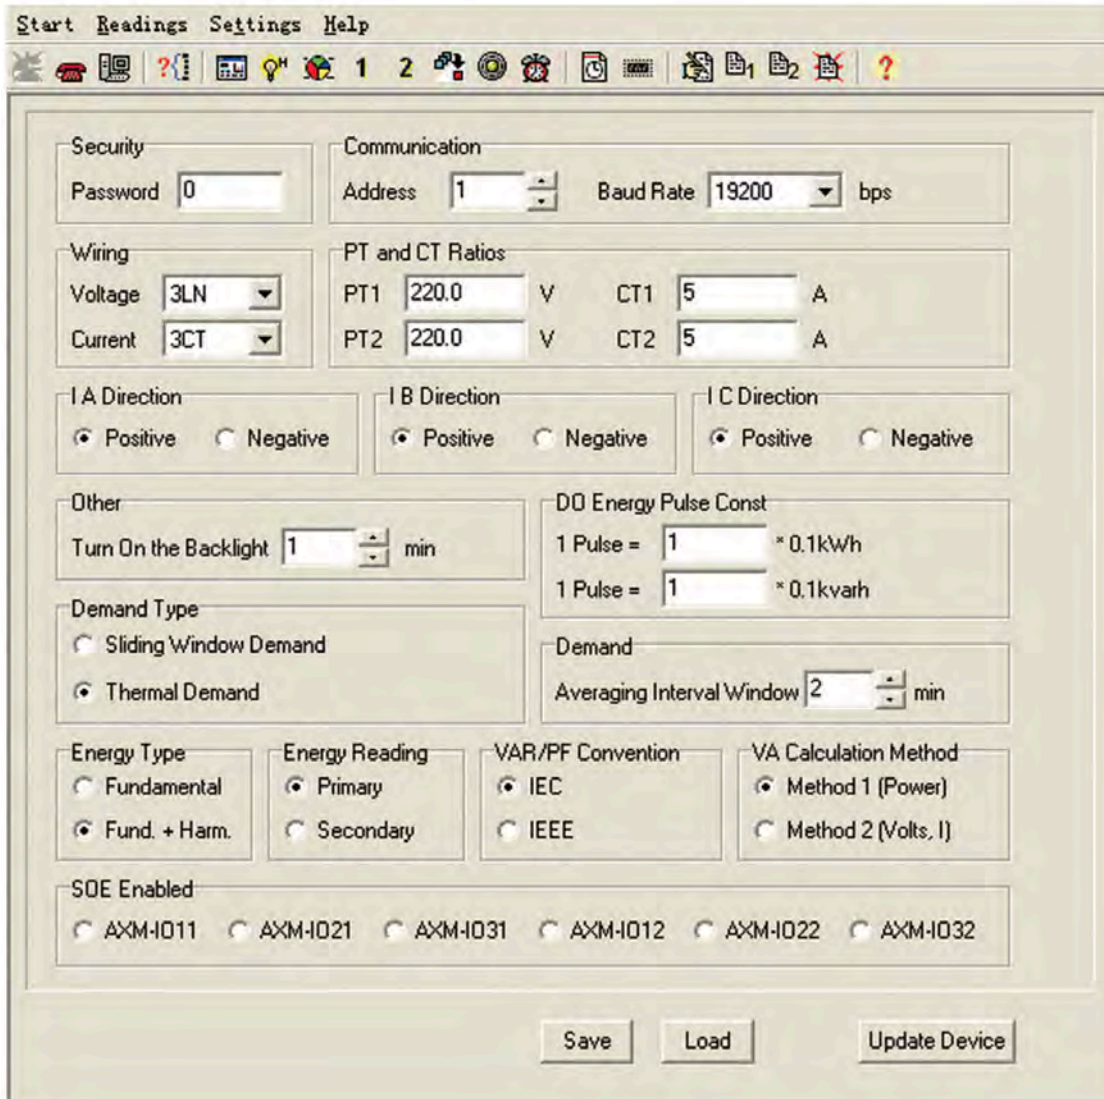 Start Readings Settings Help
?{ H 1 2 1 2 ?
Security
Password 0
Communication
Address 1 Baud Rate 19200 bps
Wiring
Voltage 3LN
Current 3CT
PT and CT Ratios
PT1 220.0 V CT1 5 A
PT2 220.0 V CT2 5 A
I A Direction
Positive Negative
I B Direction
Positive Negative
I C Direction
Positive Negative
Other
Turn On the Backlight 1 min
DO Energy Pulse Const
1 Pulse = 1 * 0.1kWh
1 Pulse = 1 * 0.1kvarh
Demand Type
Sliding Window Demand
Thermal Demand
Demand
Averaging Interval Window 2 min
Energy Type
Fundamental
Fund. + Harm.
Energy Reading
Primary
Secondary
VAR/PF Convention
IEC
IEEE
VA Calculation Method
Method 1 (Power)
Method 2 (Volts, I)
SOE Enabled
AXM-IO11 AXM-IO21 AXM-IO31 AXM-IO12 AXM-IO22 AXM-IO32
Save Load Update Device